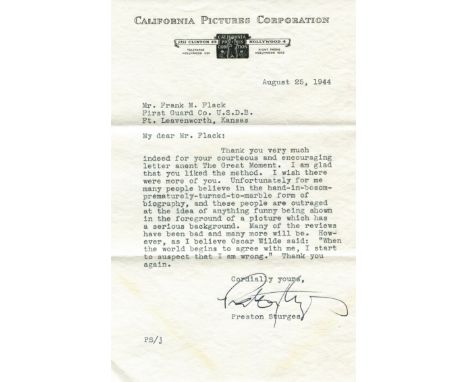 CALIFORNIA PICTURES CORPORATION
CALIFORNIA
PICTURES
CORPORATION
HOLLYWOOD 4
TELEPHONE
August 25, 1944
Mr. Frank M. Flack
First Guard Co. U.S.D.B.
Ft. Leavenworth, Kansas
My dear Mr. Flack:
Thank you very much
indeed for your courteous and encouraging
letter anent The Great Moment. I am glad
that you liked the method. I wish there
were more of you. Unfortunately for me
many people believe in the hand-in-bosom-
prematurely-turned-to-marble form of
biography, and these people are outraged
at the idea of anything funny being shown
in the foreground of a picture which has
a serious background. Many of the reviews
have been bad and many more will be. How-
ever, as I believe Oscar Wilde said: "When
the world begins to agree with me, I start
to suspect that I am wrong." Thank you
again.
Cordially yours,
Preston Sturges
PS/j